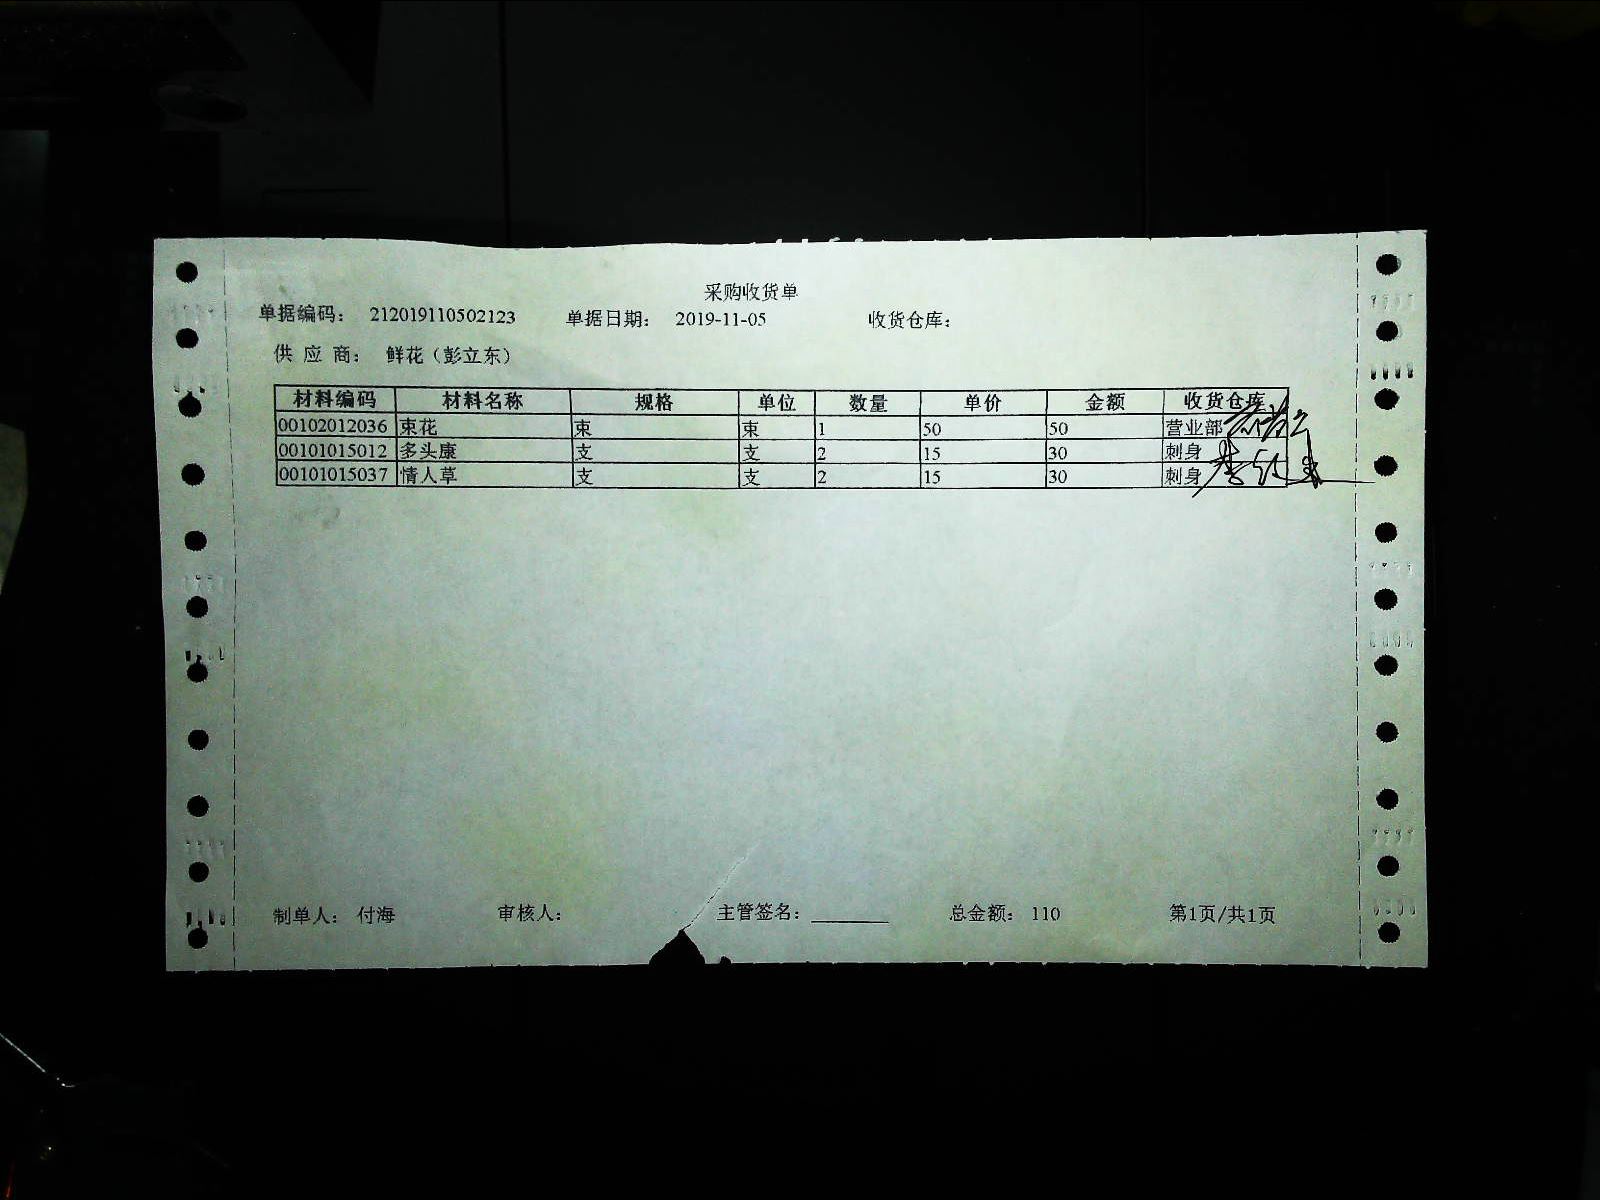 采购收货单
单据编码： 212019110502123 单据日期： 2019-11-05 收货仓库：
供 应 商： 鲜花（彭立东）
材料编码 材料名称 规格 单位 数量 单价 金额 收货仓库
00102012036 束花 束 束 1 50 50 营业部
00101015012 多头康 支 支 2 15 30 刺身
00101015037 情人草 支 支 2 15 30 刺身
制单人： 付海 审核人： 主管签名： 总金额： 110 第1页/共1页